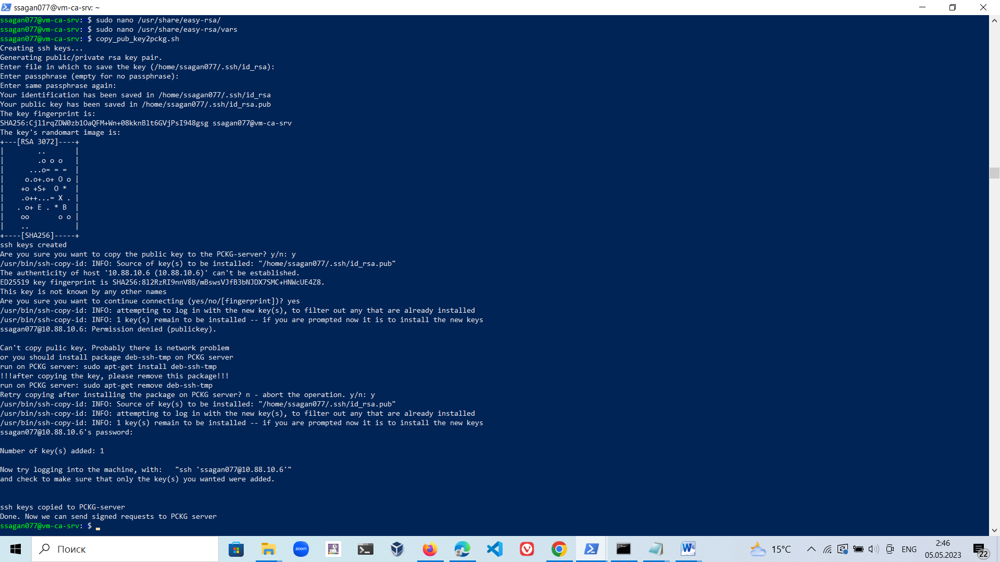 ssagan077@vm-ca-srv: ~
ssagan077@vm-ca-srv: $ sudo nano /usr/share/easy-rsa/
ssagan077@vm-ca-srv: $ sudo nano /usr/share/easy-rsa/vars
ssagan077@vm-ca-srv: $ copy_pub_key2pckg.sh
Creating ssh keys...
Generating public/private rsa key pair.
Enter file in which to save the key (/home/ssagan077/.ssh/id_rsa):
Enter passphrase (empty for no passphrase):
Enter same passphrase again:
Your identification has been saved in /home/ssagan077/.ssh/id_rsa
Your public key has been saved in /home/ssagan077/.ssh/id_rsa.pub
The key fingerprint is:
SHA256:Cjl1rqZDW0zb1OaQFM+Wn+08kknBlt6GVjPsI948gsg ssagan077@vm-ca-srv
The key's randomart image is:
+---[RSA 3072]----+
|        ..       |
|        .o o o   |
|      ...o= = =  |
|     o.o+.o+ O o |
|    +o +S+  O *  |
|    .o++...= X . |
|   . o+ E . * B  |
|    oo       o o |
|    ..           |
+----[SHA256]-----+
ssh keys created
Are you sure you want to copy the public key to the PCKG-server? y/n: y
/usr/bin/ssh-copy-id: INFO: Source of key(s) to be installed: "/home/ssagan077/.ssh/id_rsa.pub"
The authenticity of host '10.88.10.6 (10.88.10.6)' can't be established.
ED25519 key fingerprint is SHA256:8l2RzRI9nnV8B/mBswsVJfB3bNJDX7SMC+HNWcUE4Z8.
This key is not known by any other names
Are you sure you want to continue connecting (yes/no/[fingerprint])? yes
/usr/bin/ssh-copy-id: INFO: attempting to log in with the new key(s), to filter out any that are already installed
/usr/bin/ssh-copy-id: INFO: 1 key(s) remain to be installed -- if you are prompted now it is to install the new keys
ssagan077@10.88.10.6: Permission denied (publickey).
Can't copy pulic key. Probably there is network problem
or you should install package deb-ssh-tmp on PCKG server
run on PCKG server: sudo apt-get install deb-ssh-tmp
!!!after copying the key, please remove this package!!!
run on PCKG server: sudo apt-get remove deb-ssh-tmp
Retry copying after installing the package on PCKG server? n - abort the operation. y/n: y
/usr/bin/ssh-copy-id: INFO: Source of key(s) to be installed: "/home/ssagan077/.ssh/id_rsa.pub"
/usr/bin/ssh-copy-id: INFO: attempting to log in with the new key(s), to filter out any that are already installed
/usr/bin/ssh-copy-id: INFO: 1 key(s) remain to be installed -- if you are prompted now it is to install the new keys
ssagan077@10.88.10.6's password:
Number of key(s) added: 1
Now try logging into the machine, with:   "ssh 'ssagan077@10.88.10.6'"
and check to make sure that only the key(s) you wanted were added.
ssh keys copied to PCKG-server
Done. Now we can send signed requests to PCKG server
ssagan077@vm-ca-srv: $
Поиск
zoom
15°C
ENG
2:46
05.05.2023
22